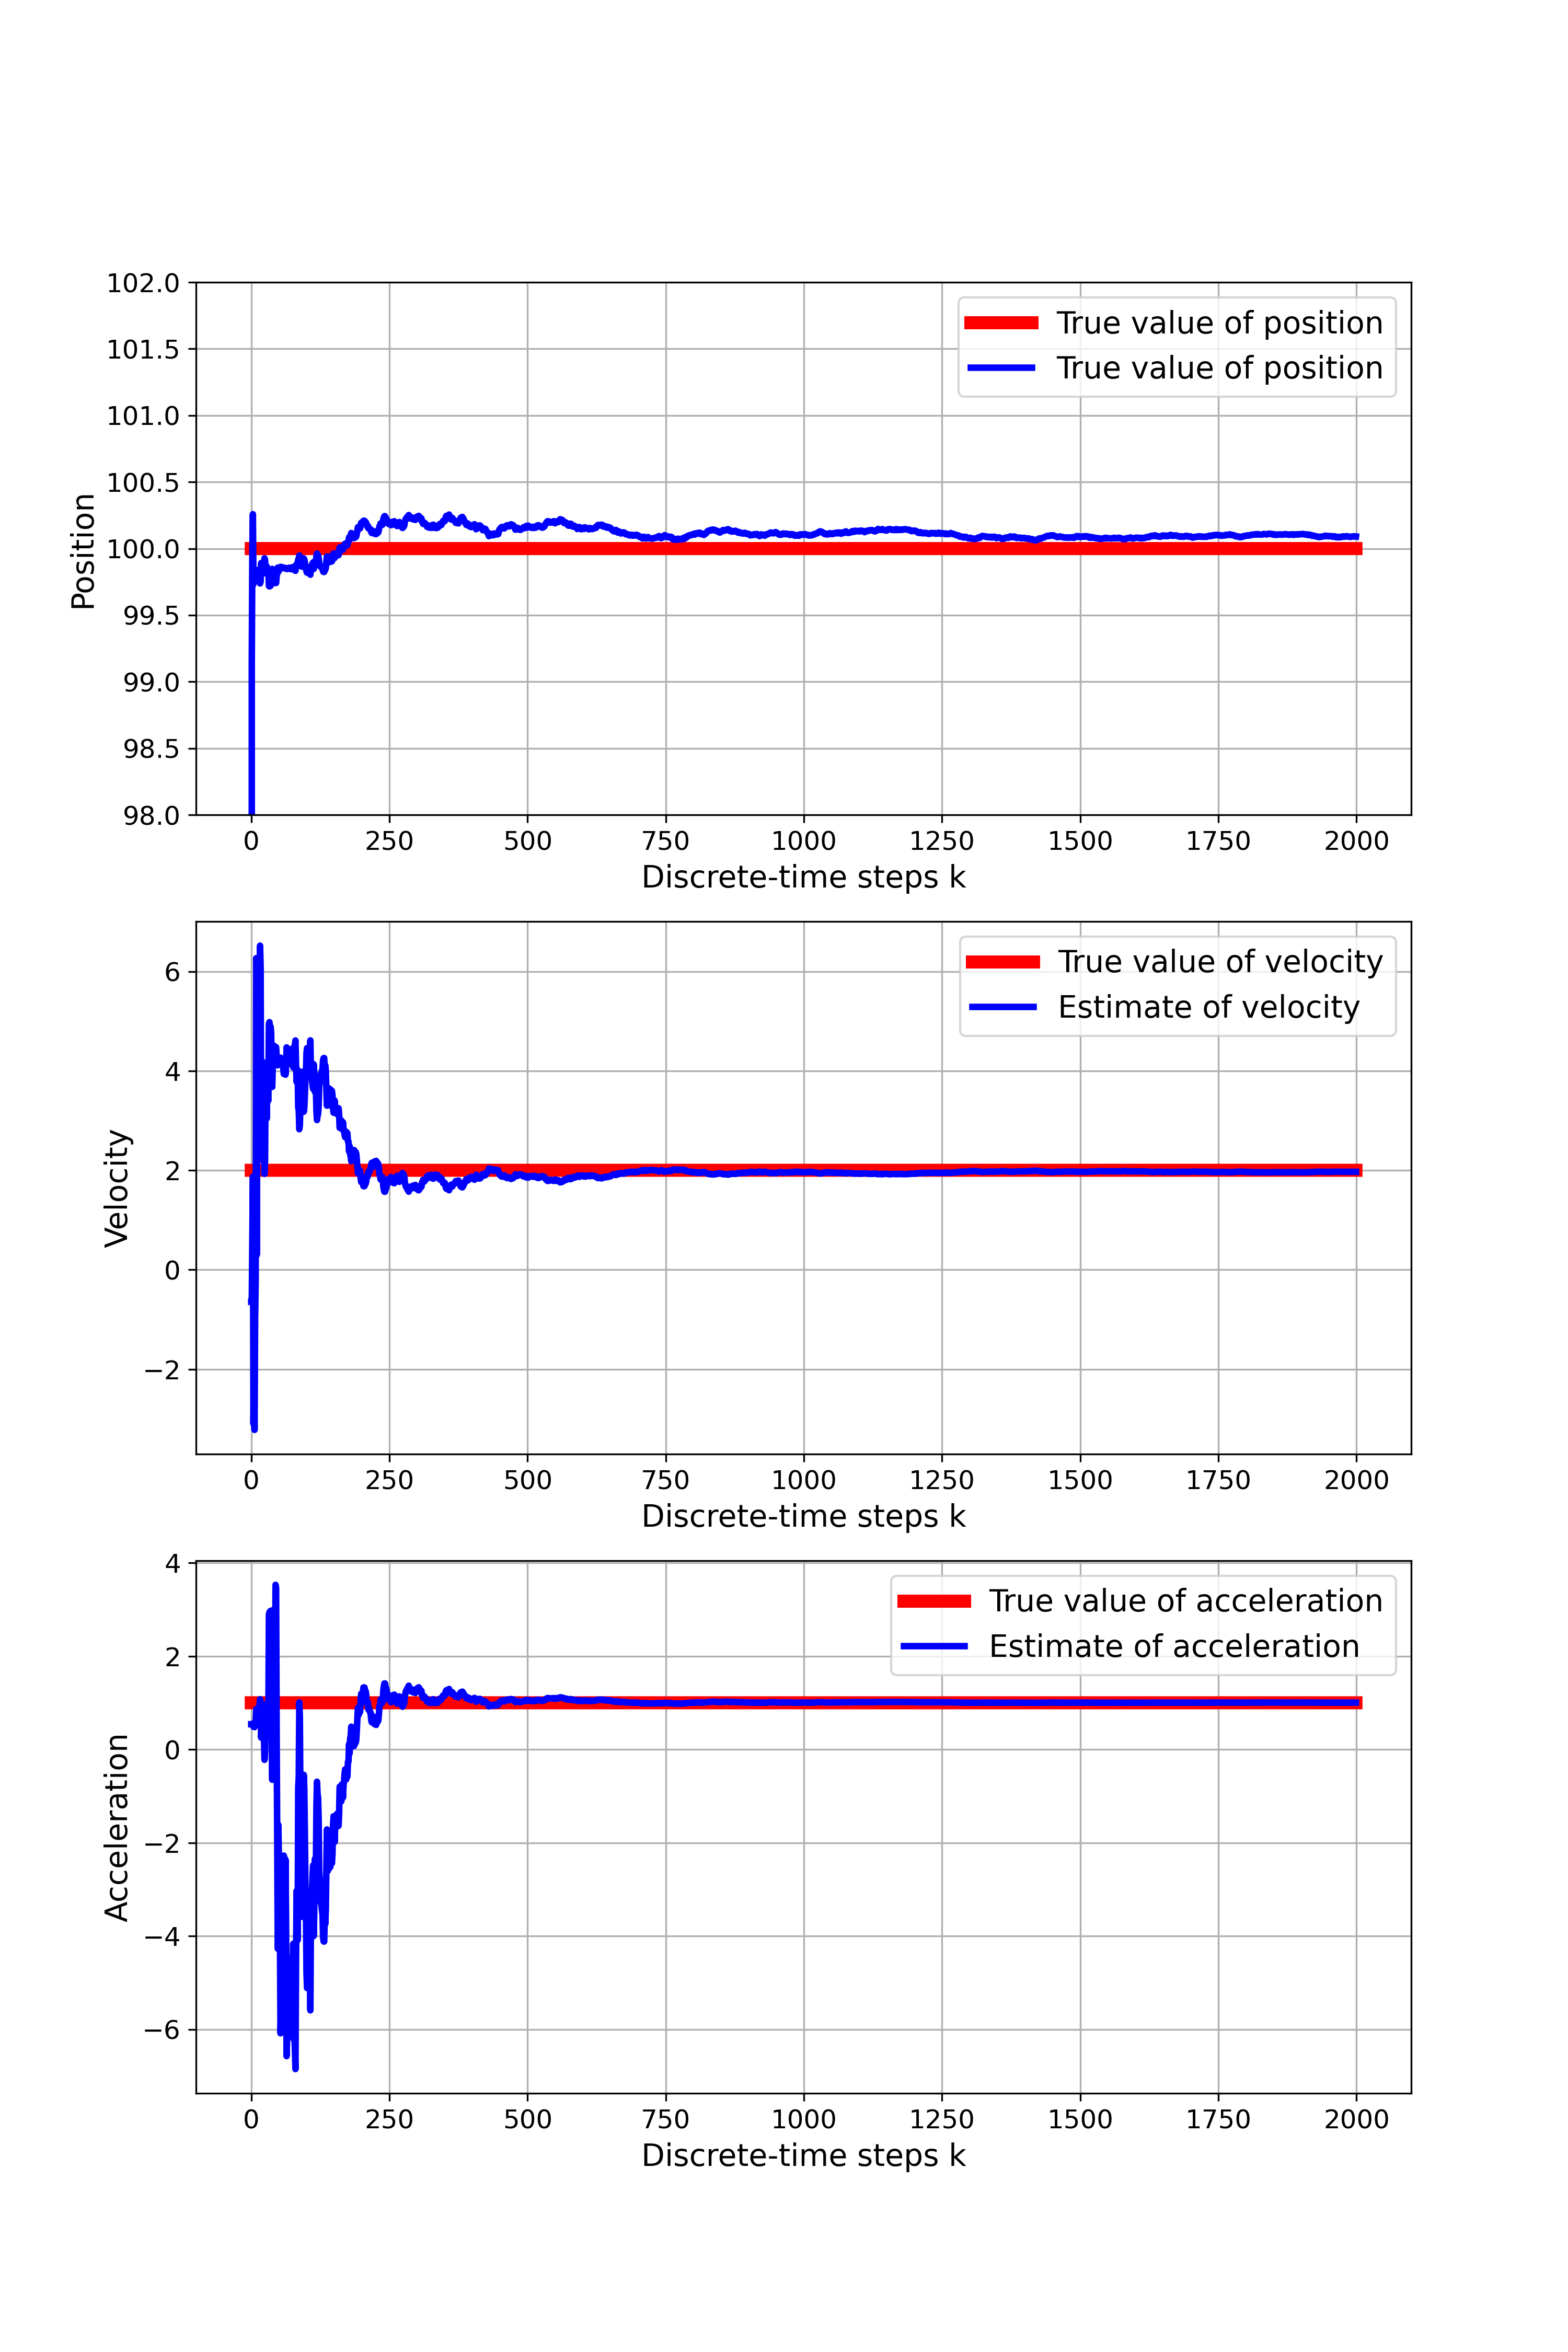 102.0
101.5
101.0
100.5
100.0
99.5
99.0
98.5
98.0
Position
True value of position
True value of position
0 250 500 750 1000 1250 1500 1750 2000
Discrete-time steps k
6
4
2
0
−2
Velocity
True value of velocity
Estimate of velocity
0 250 500 750 1000 1250 1500 1750 2000
Discrete-time steps k
4
2
0
−2
−4
−6
Acceleration
True value of acceleration
Estimate of acceleration
0 250 500 750 1000 1250 1500 1750 2000
Discrete-time steps k